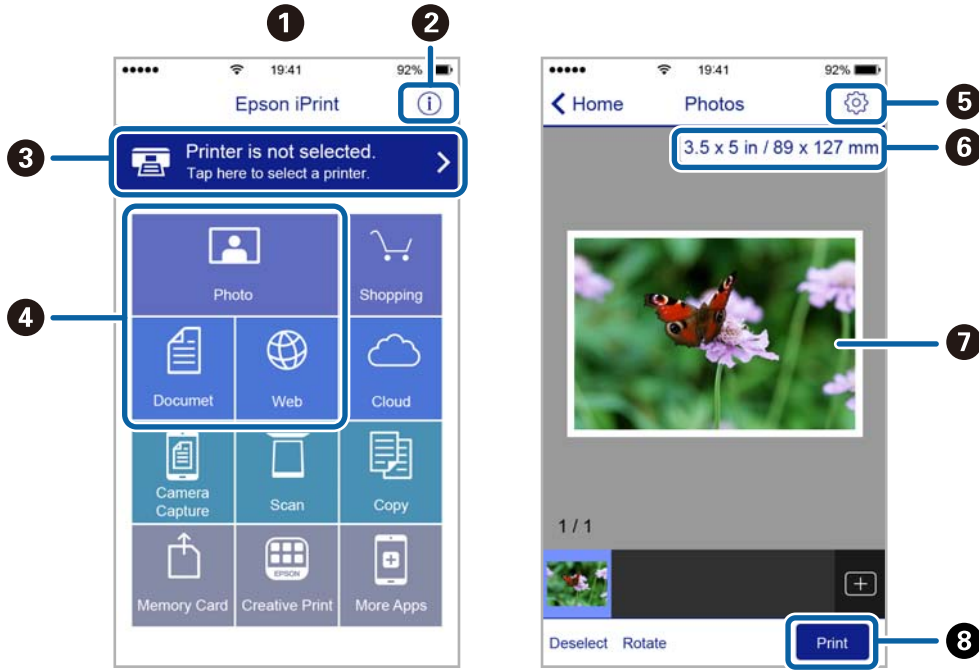 1
2
19:41
92%
Epson iPrint
3
Printer is not selected.
Tap here to select a printer.
4
Photo
Shopping
Documet
Web
Cloud
Camera
Capture
Scan
Copy
EPSON
Memory Card
Creative Print
More Apps
19:41
92%
Home
Photos
5
3.5 x 5 in / 89 x 127 mm
6
7
1 / 1
Deselect
Rotate
Print
8